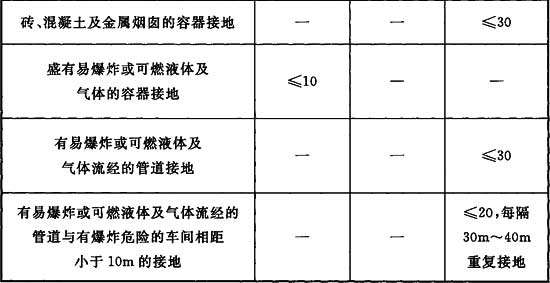 砖、混凝土及金属烟囱的容器接地 — — ≤30
盛有易爆炸或可燃液体及
气体的容器接地 ≤10 — —
有易爆炸或可燃液体及
气体流经的管道接地 — — ≤30
有易爆炸或可燃液体及气体流经的
管道与有爆炸危险的车间相距
小于10m的接地 — — ≤20,每隔
30m～40m
重复接地